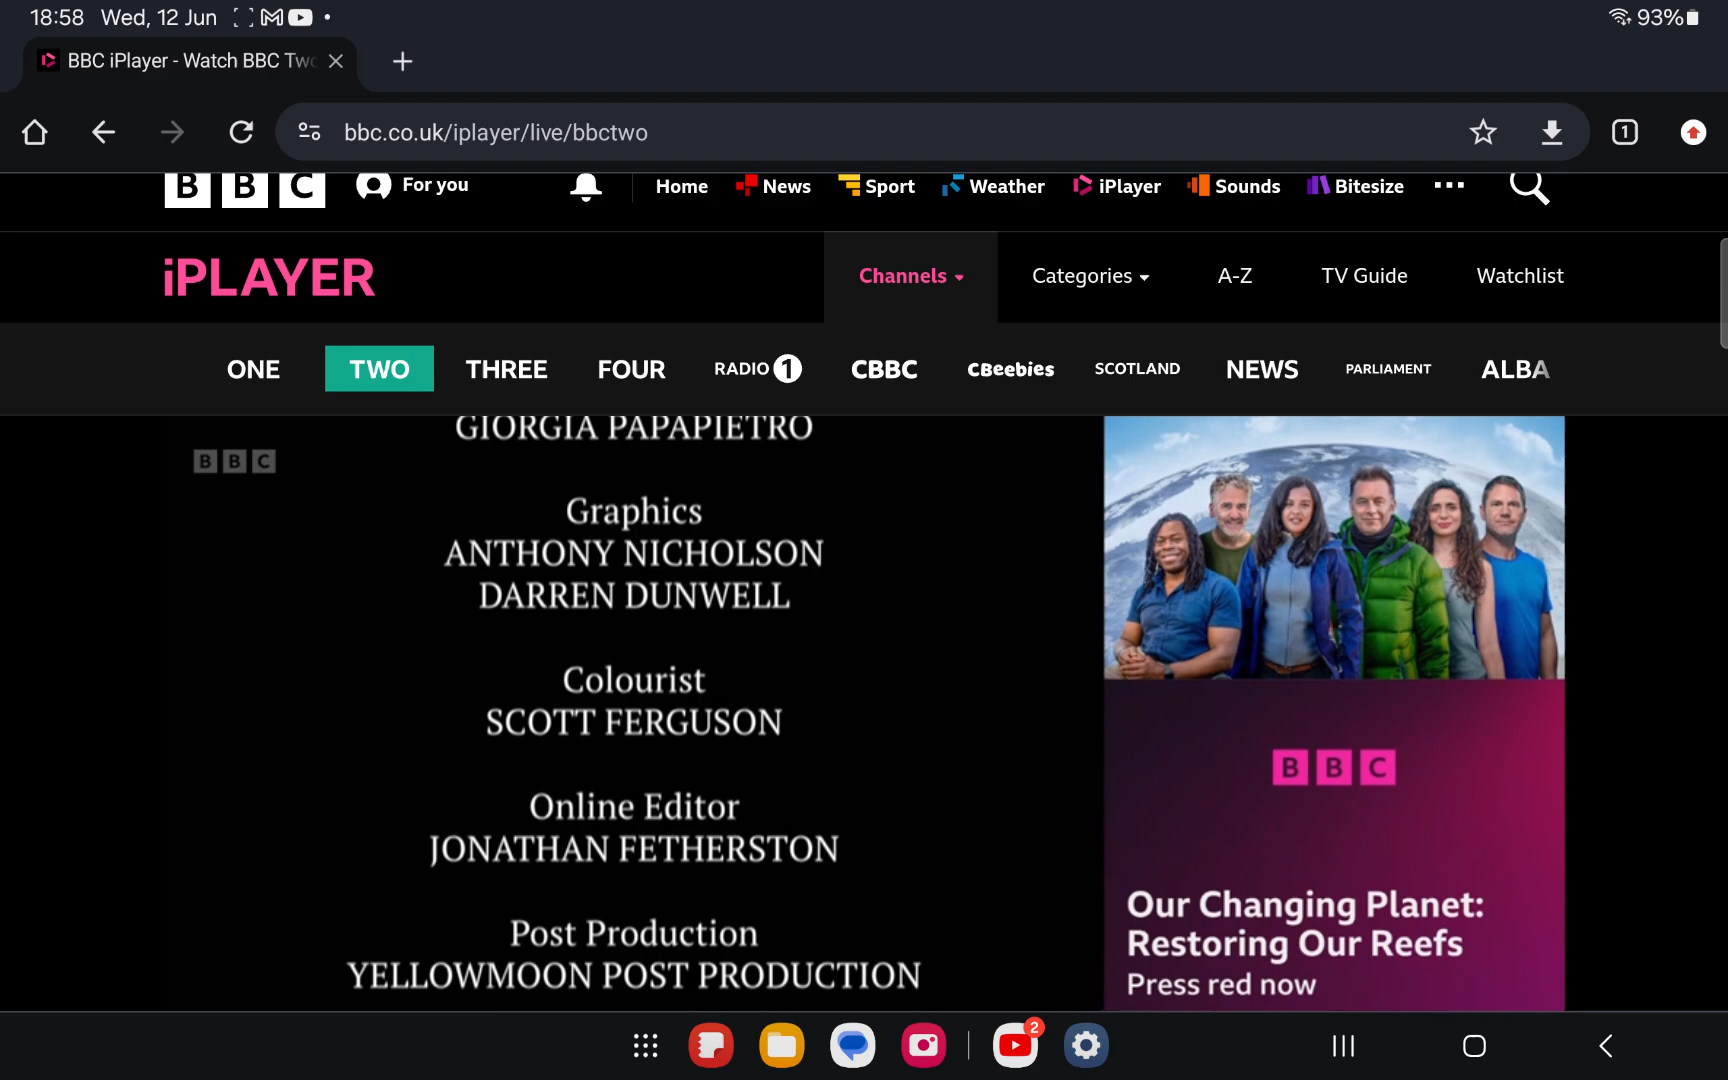 18:58 Wed, 12 Jun 93%
BBC iPlayer - Watch BBC Two
bbc.co.uk/iplayer/live/bbctwo 1
BBC For you Home News Sport Weather iPlayer Sounds Bitesize
iPLAYER Channels Categories A-Z TV Guide Watchlist
ONE TWO THREE FOUR RADIO 1 CBBC CBeebies SCOTLAND NEWS PARLIAMENT ALBA
GIORGIA PAPAPIETRO
BBC
Graphics
ANTHONY NICHOLSON
DARREN DUNWELL
Colourist
SCOTT FERGUSON
Online Editor
JONATHAN FETHERSTON
Post Production
YELLOWMOON POST PRODUCTION
BBC
Our Changing Planet:
Restoring Our Reefs
Press red now
2